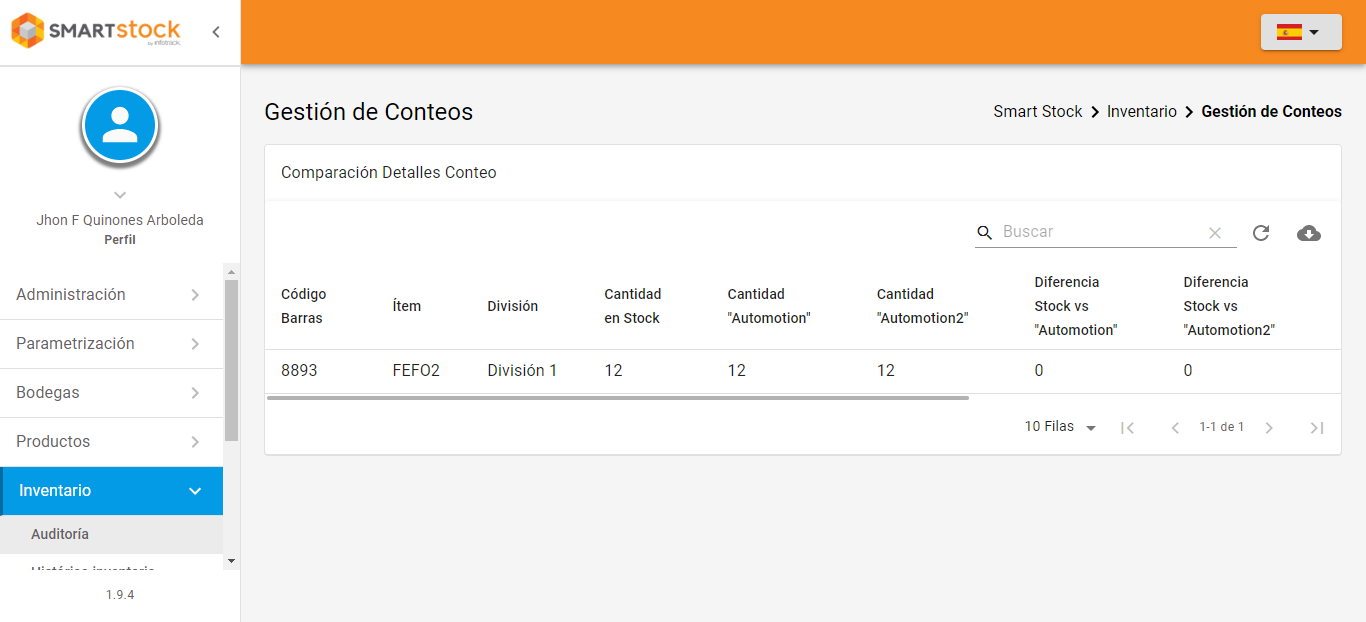 SMARTstock
by infotrack.
Jhon F Quinones Arboleda
Perfil
Administración
Parametrización
Bodegas
Productos
Inventario
Auditoría
Histórico inventario
1.9.4
Gestión de Conteos
Smart Stock > Inventario > Gestión de Conteos
Comparación Detalles Conteo
Buscar
Código Barras
Ítem
División
Cantidad en Stock
Cantidad "Automotion"
Cantidad "Automotion2"
Diferencia Stock vs "Automotion"
Diferencia Stock vs "Automotion2"
8893 FEFO2 División 1 12 12 12 0 0
10 Filas 1-1 de 1